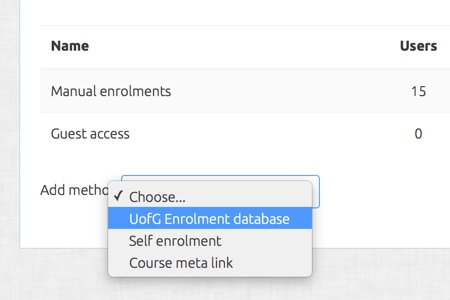 Name Users
Manual enrolments 15
Guest access 0
Add metho
✓ Choose...
UofG Enrolment database
Self enrolment
Course meta link